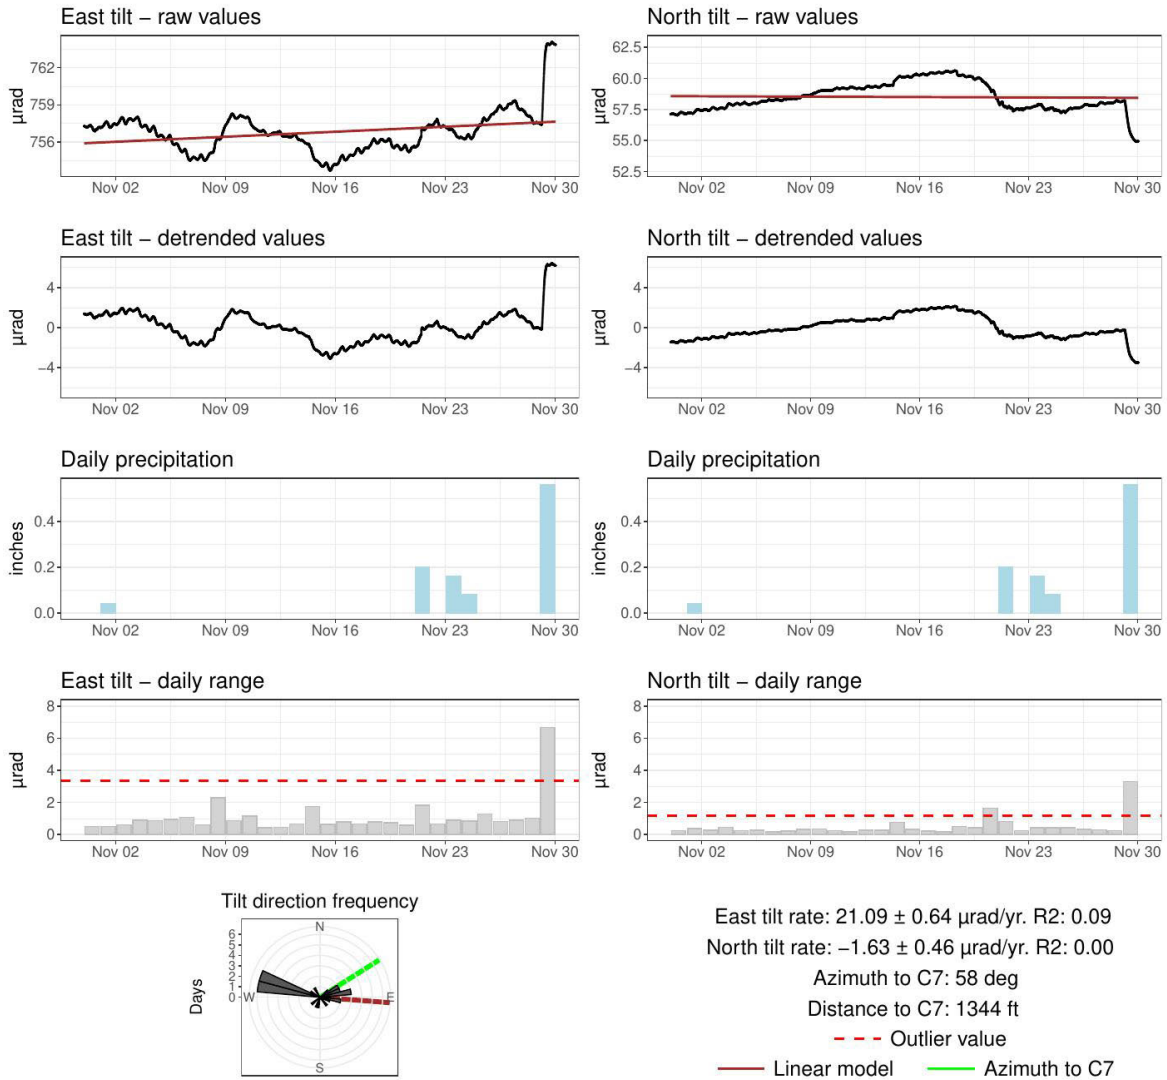 East tilt − raw values
North tilt − raw values
µrad
762
759
756
Nov 02 Nov 09 Nov 16 Nov 23 Nov 30
µrad
62.5
60.0
57.5
55.0
52.5
Nov 02 Nov 09 Nov 16 Nov 23 Nov 30
East tilt − detrended values
North tilt − detrended values
µrad
4
0
−4
Nov 02 Nov 09 Nov 16 Nov 23 Nov 30
µrad
4
0
−4
Nov 02 Nov 09 Nov 16 Nov 23 Nov 30
Daily precipitation
Daily precipitation
inches
0.4
0.2
0.0
Nov 02 Nov 09 Nov 16 Nov 23 Nov 30
inches
0.4
0.2
0.0
Nov 02 Nov 09 Nov 16 Nov 23 Nov 30
East tilt − daily range
North tilt − daily range
µrad
8
6
4
2
0
Nov 02 Nov 09 Nov 16 Nov 23 Nov 30
µrad
8
6
4
2
0
Nov 02 Nov 09 Nov 16 Nov 23 Nov 30
Tilt direction frequency
Days
6
5
4
3
2
1
0
N
W
E
S
East tilt rate: 21.09 ± 0.64 µrad/yr. R2: 0.09
North tilt rate: −1.63 ± 0.46 µrad/yr. R2: 0.00
Azimuth to C7: 58 deg
Distance to C7: 1344 ft
Outlier value
Linear model Azimuth to C7